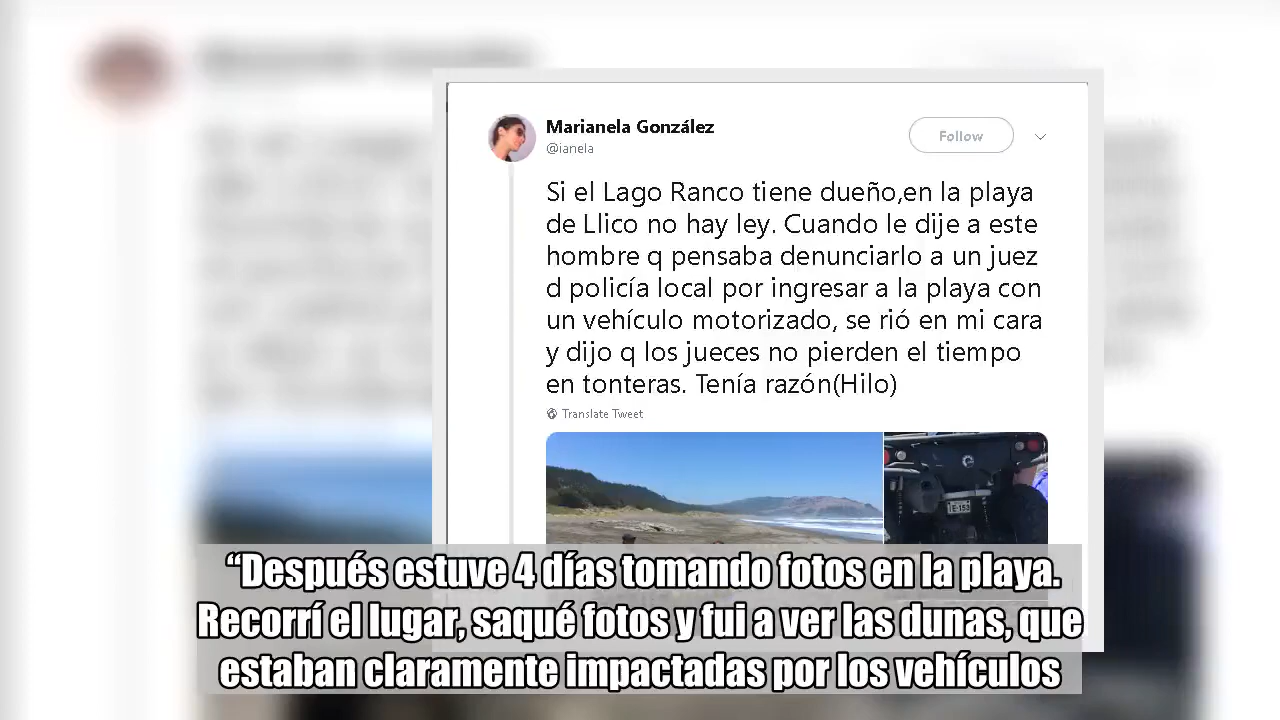 Marianela González
@ianela
Follow
Si el Lago Ranco tiene dueño,en la playa
de Llico no hay ley. Cuando le dije a este
hombre q pensaba denunciarlo a un juez
d policía local por ingresar a la playa con
un vehículo motorizado, se rió en mi cara
y dijo q los jueces no pierden el tiempo
en tonteras. Tenía razón(Hilo)
Translate Tweet
“Después estuve 4 días tomando fotos en la playa.
Recorrí el lugar, saqué fotos y fui a ver las dunas, que
estaban claramente impactadas por los vehículos